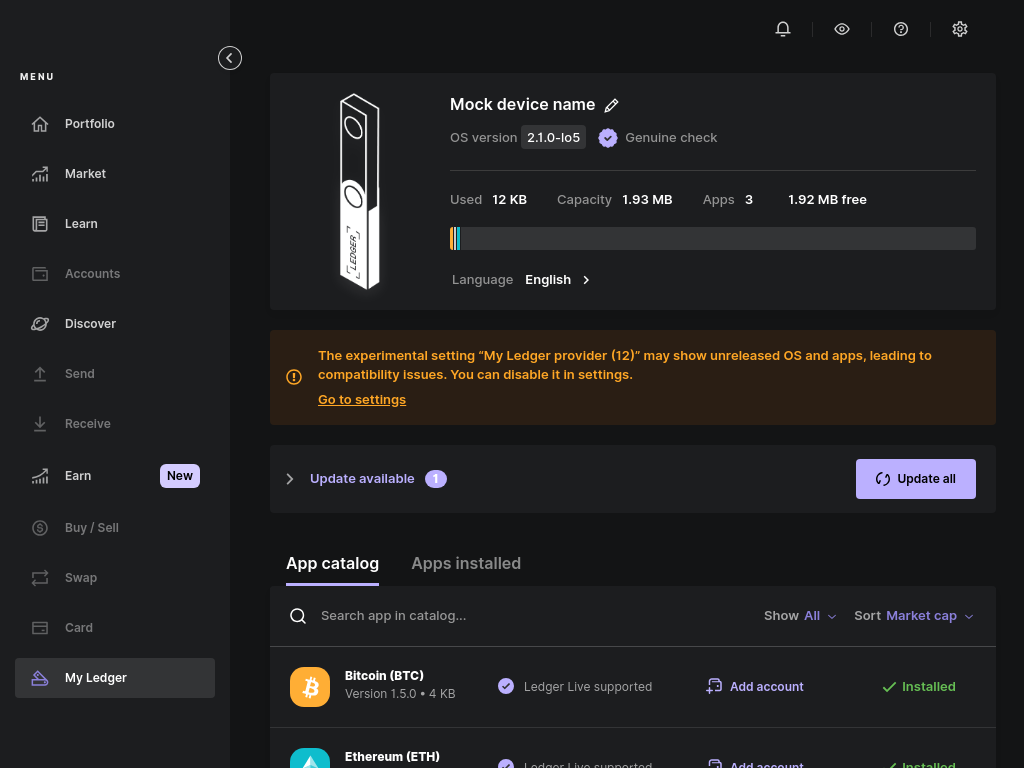 MENU
Portfolio
Market
Learn
Accounts
Discover
Send
Receive
Earn New
Buy / Sell
Swap
Card
My Ledger
LEDGER
Mock device name
OS version 2.1.0-lo5 Genuine check
Used 12 KB Capacity 1.93 MB Apps 3 1.92 MB free
Language English
The experimental setting “My Ledger provider (12)” may show unreleased OS and apps, leading to
compatibility issues. You can disable it in settings.
Go to settings
Update available 1 Update all
App catalog Apps installed
Search app in catalog... Show All Sort Market cap
Bitcoin (BTC)
Version 1.5.0 • 4 KB Ledger Live supported Add account Installed
Ethereum (ETH)
Ledger Live supported Add account Installed